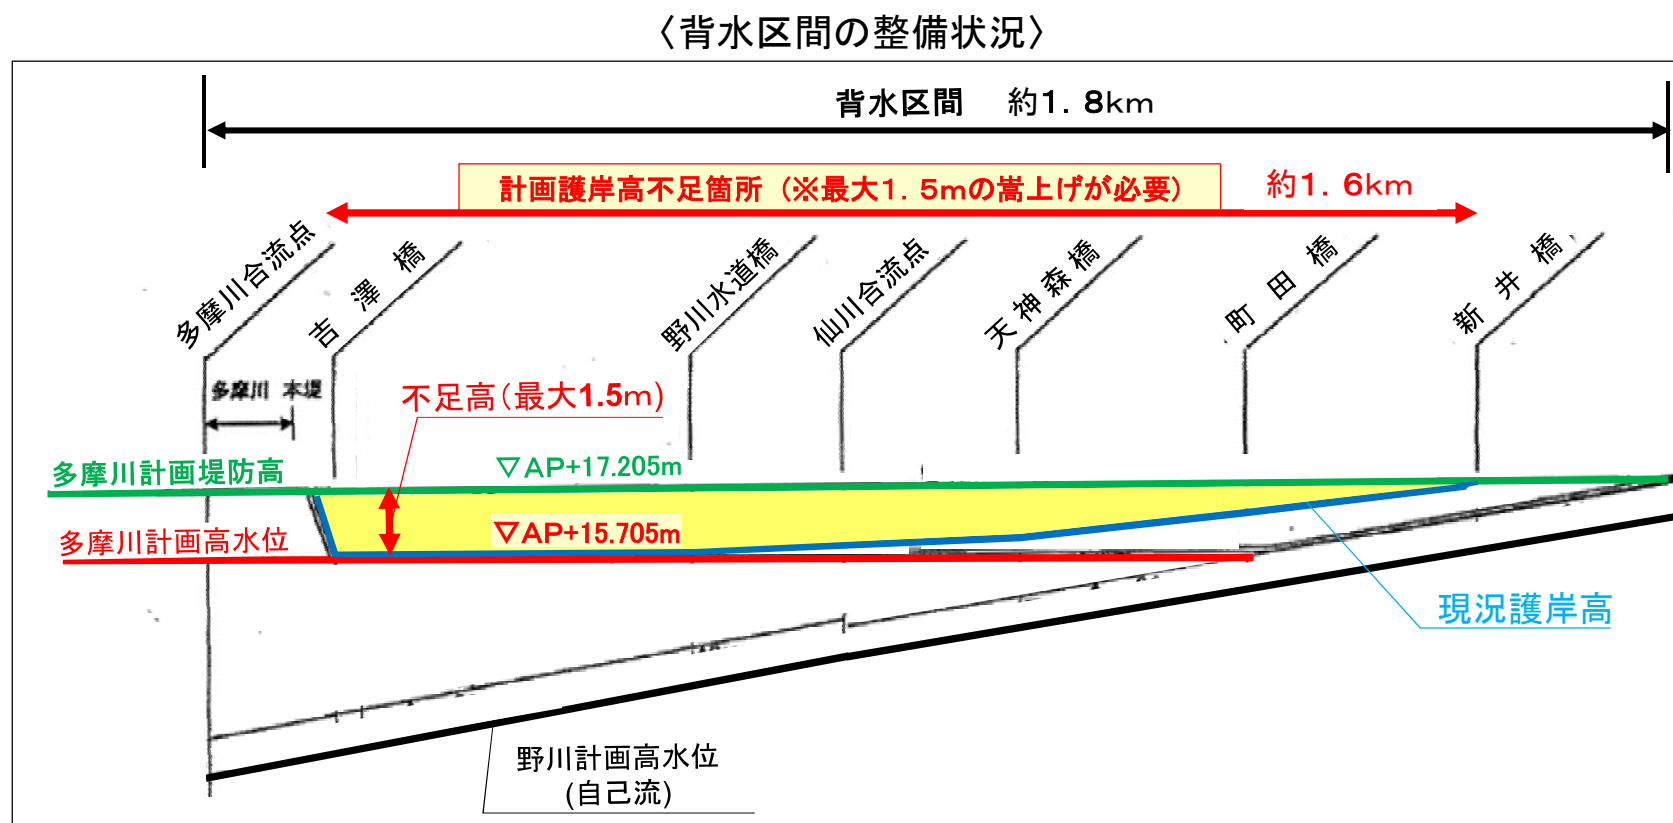 〈背水区間の整備状況〉
背水区間　約1．8km
計画護岸高不足箇所（※最大1．5mの嵩上げが必要）
約1．6km
多摩川合流点
吉澤橋
野川水道橋
仙川合流点
天神森橋
町田橋
新井橋
多摩川 本堤
不足高（最大1.5m）
多摩川計画堤防高
▽AP+17.205m
多摩川計画高水位
▽AP+15.705m
現況護岸高
野川計画高水位
(自己流)